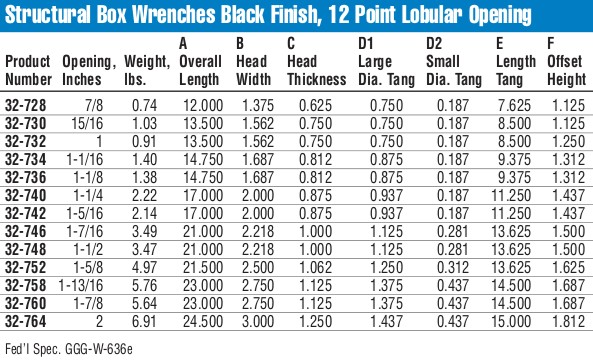 Structural Box Wrenches Black Finish, 12 Point Lobular Opening
A B C D1 D2 E F
Product Opening, Weight, Overall Head Head Large Small Length Offset
Number Inches lbs. Length Width Thickness Dia. Tang Dia. Tang Tang Height
32-728 7/8 0.74 12.000 1.375 0.625 0.750 0.187 7.625 1.125
32-730 15/16 1.03 13.500 1.562 0.750 0.750 0.187 8.500 1.125
32-732 1 0.91 13.500 1.562 0.750 0.750 0.187 8.500 1.250
32-734 1-1/16 1.40 14.750 1.687 0.812 0.875 0.187 9.375 1.312
32-736 1-1/8 1.38 14.750 1.687 0.812 0.875 0.187 9.375 1.312
32-740 1-1/4 2.22 17.000 2.000 0.875 0.937 0.187 11.250 1.437
32-742 1-5/16 2.14 17.000 2.000 0.875 0.937 0.187 11.250 1.437
32-746 1-7/16 3.49 21.000 2.218 1.000 1.125 0.281 13.625 1.500
32-748 1-1/2 3.47 21.000 2.218 1.000 1.125 0.281 13.625 1.500
32-752 1-5/8 4.97 21.500 2.500 1.062 1.250 0.312 13.625 1.625
32-758 1-13/16 5.76 23.000 2.750 1.125 1.375 0.437 14.500 1.687
32-760 1-7/8 5.64 23.000 2.750 1.125 1.375 0.437 14.500 1.687
32-764 2 6.91 24.500 3.000 1.250 1.437 0.437 15.000 1.812
Fed'l Spec. GGG-W-636e